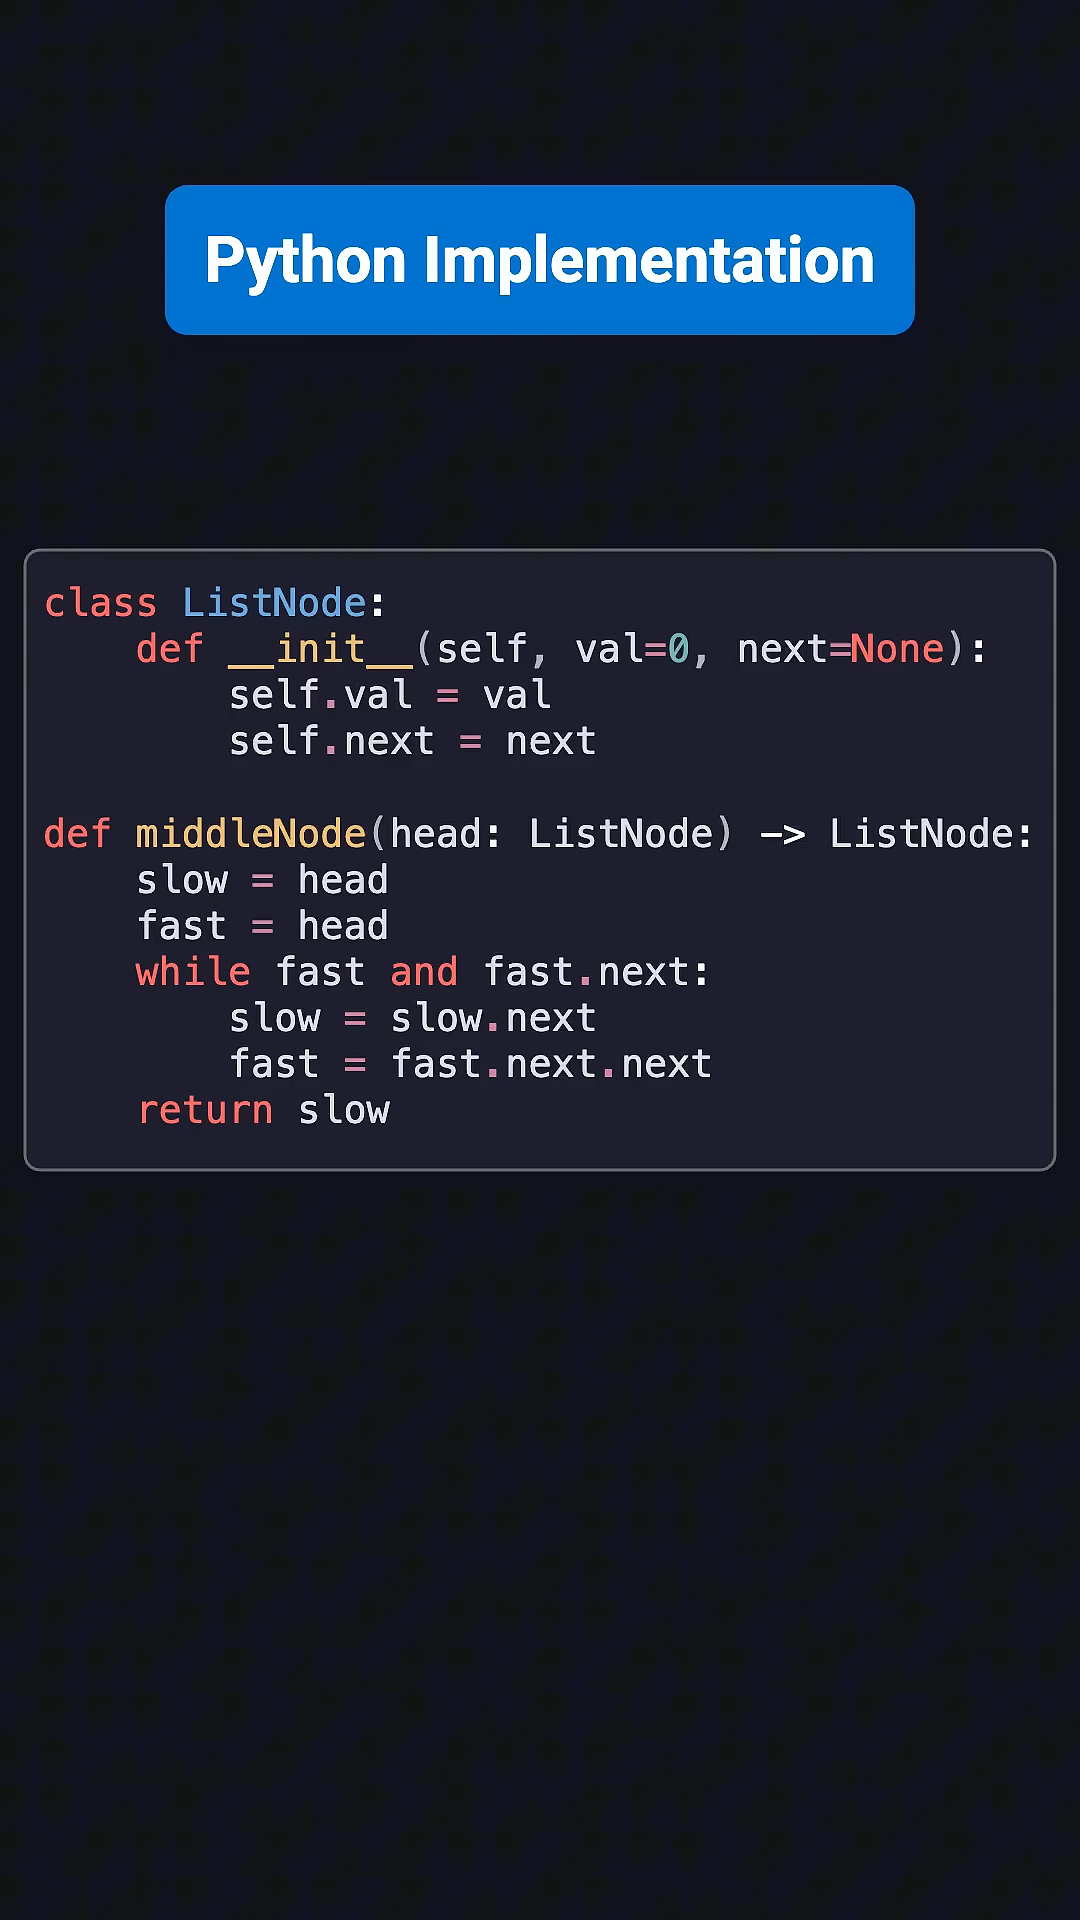 Python Implementation
class ListNode:
    def __init__(self, val=0, next=None):
        self.val = val
        self.next = next

def middleNode(head: ListNode) -> ListNode:
    slow = head
    fast = head
    while fast and fast.next:
        slow = slow.next
        fast = fast.next.next
    return slow